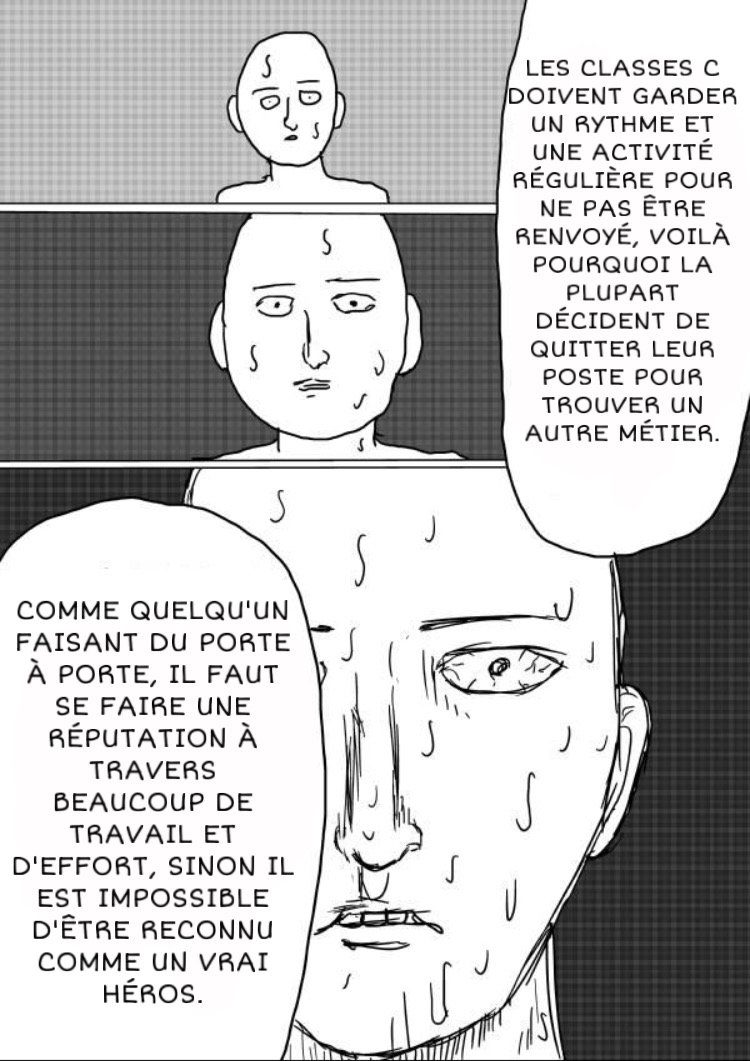 LES CLASSES C
DOIVENT GARDER
UN RYTHME ET
UNE ACTIVITÉ
RÉGULIÈRE POUR
NE PAS ÊTRE
RENVOYÉ, VOILÀ
POURQUOI LA
PLUPART
DÉCIDENT DE
QUITTER LEUR
POSTE POUR
TROUVER UN
AUTRE MÉTIER.
COMME QUELQU'UN
FAISANT DU PORTE
À PORTE, IL FAUT
SE FAIRE UNE
RÉPUTATION À
TRAVERS
BEAUCOUP DE
TRAVAIL ET
D'EFFORT, SINON IL
EST IMPOSSIBLE
D'ÊTRE RECONNU
COMME UN VRAI
HÉROS.